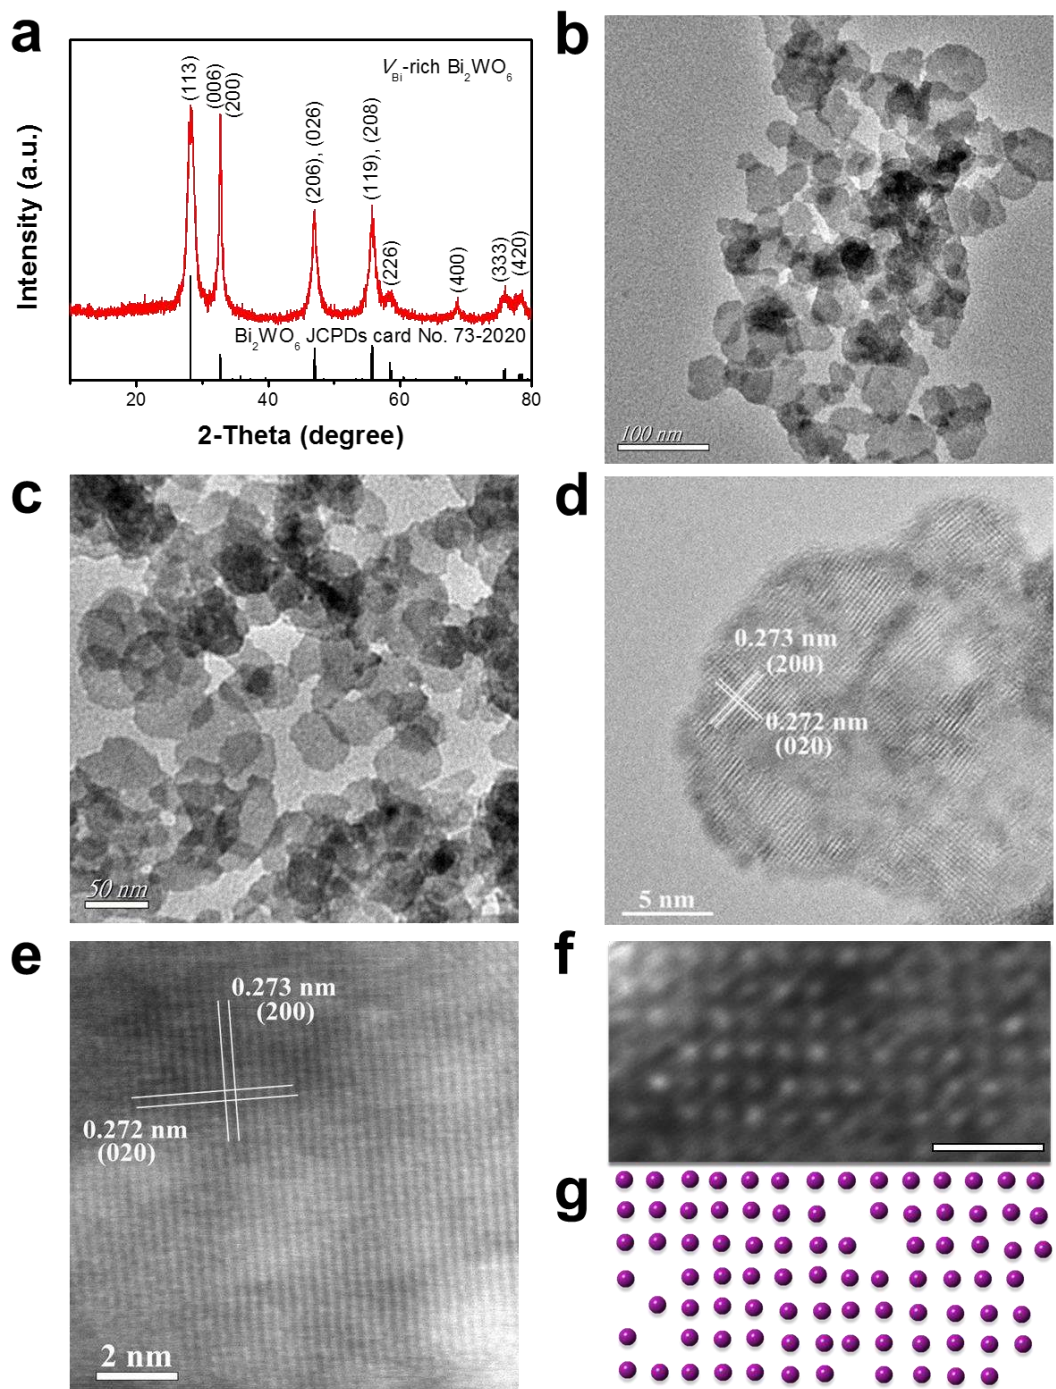 a
V_Bi-rich Bi₂WO₆
(113)
(006)
(200)
(206), (026)
(119), (208)
(226)
(400)
(333)
(420)
Bi₂WO₆ JCPDs card No. 73-2020
Intensity (a.u.)
20
40
60
80
2-Theta (degree)
b
100 nm
c
50 nm
d
0.273 nm
(200)
0.272 nm
(020)
5 nm
e
0.273 nm
(200)
0.272 nm
(020)
2 nm
f
g